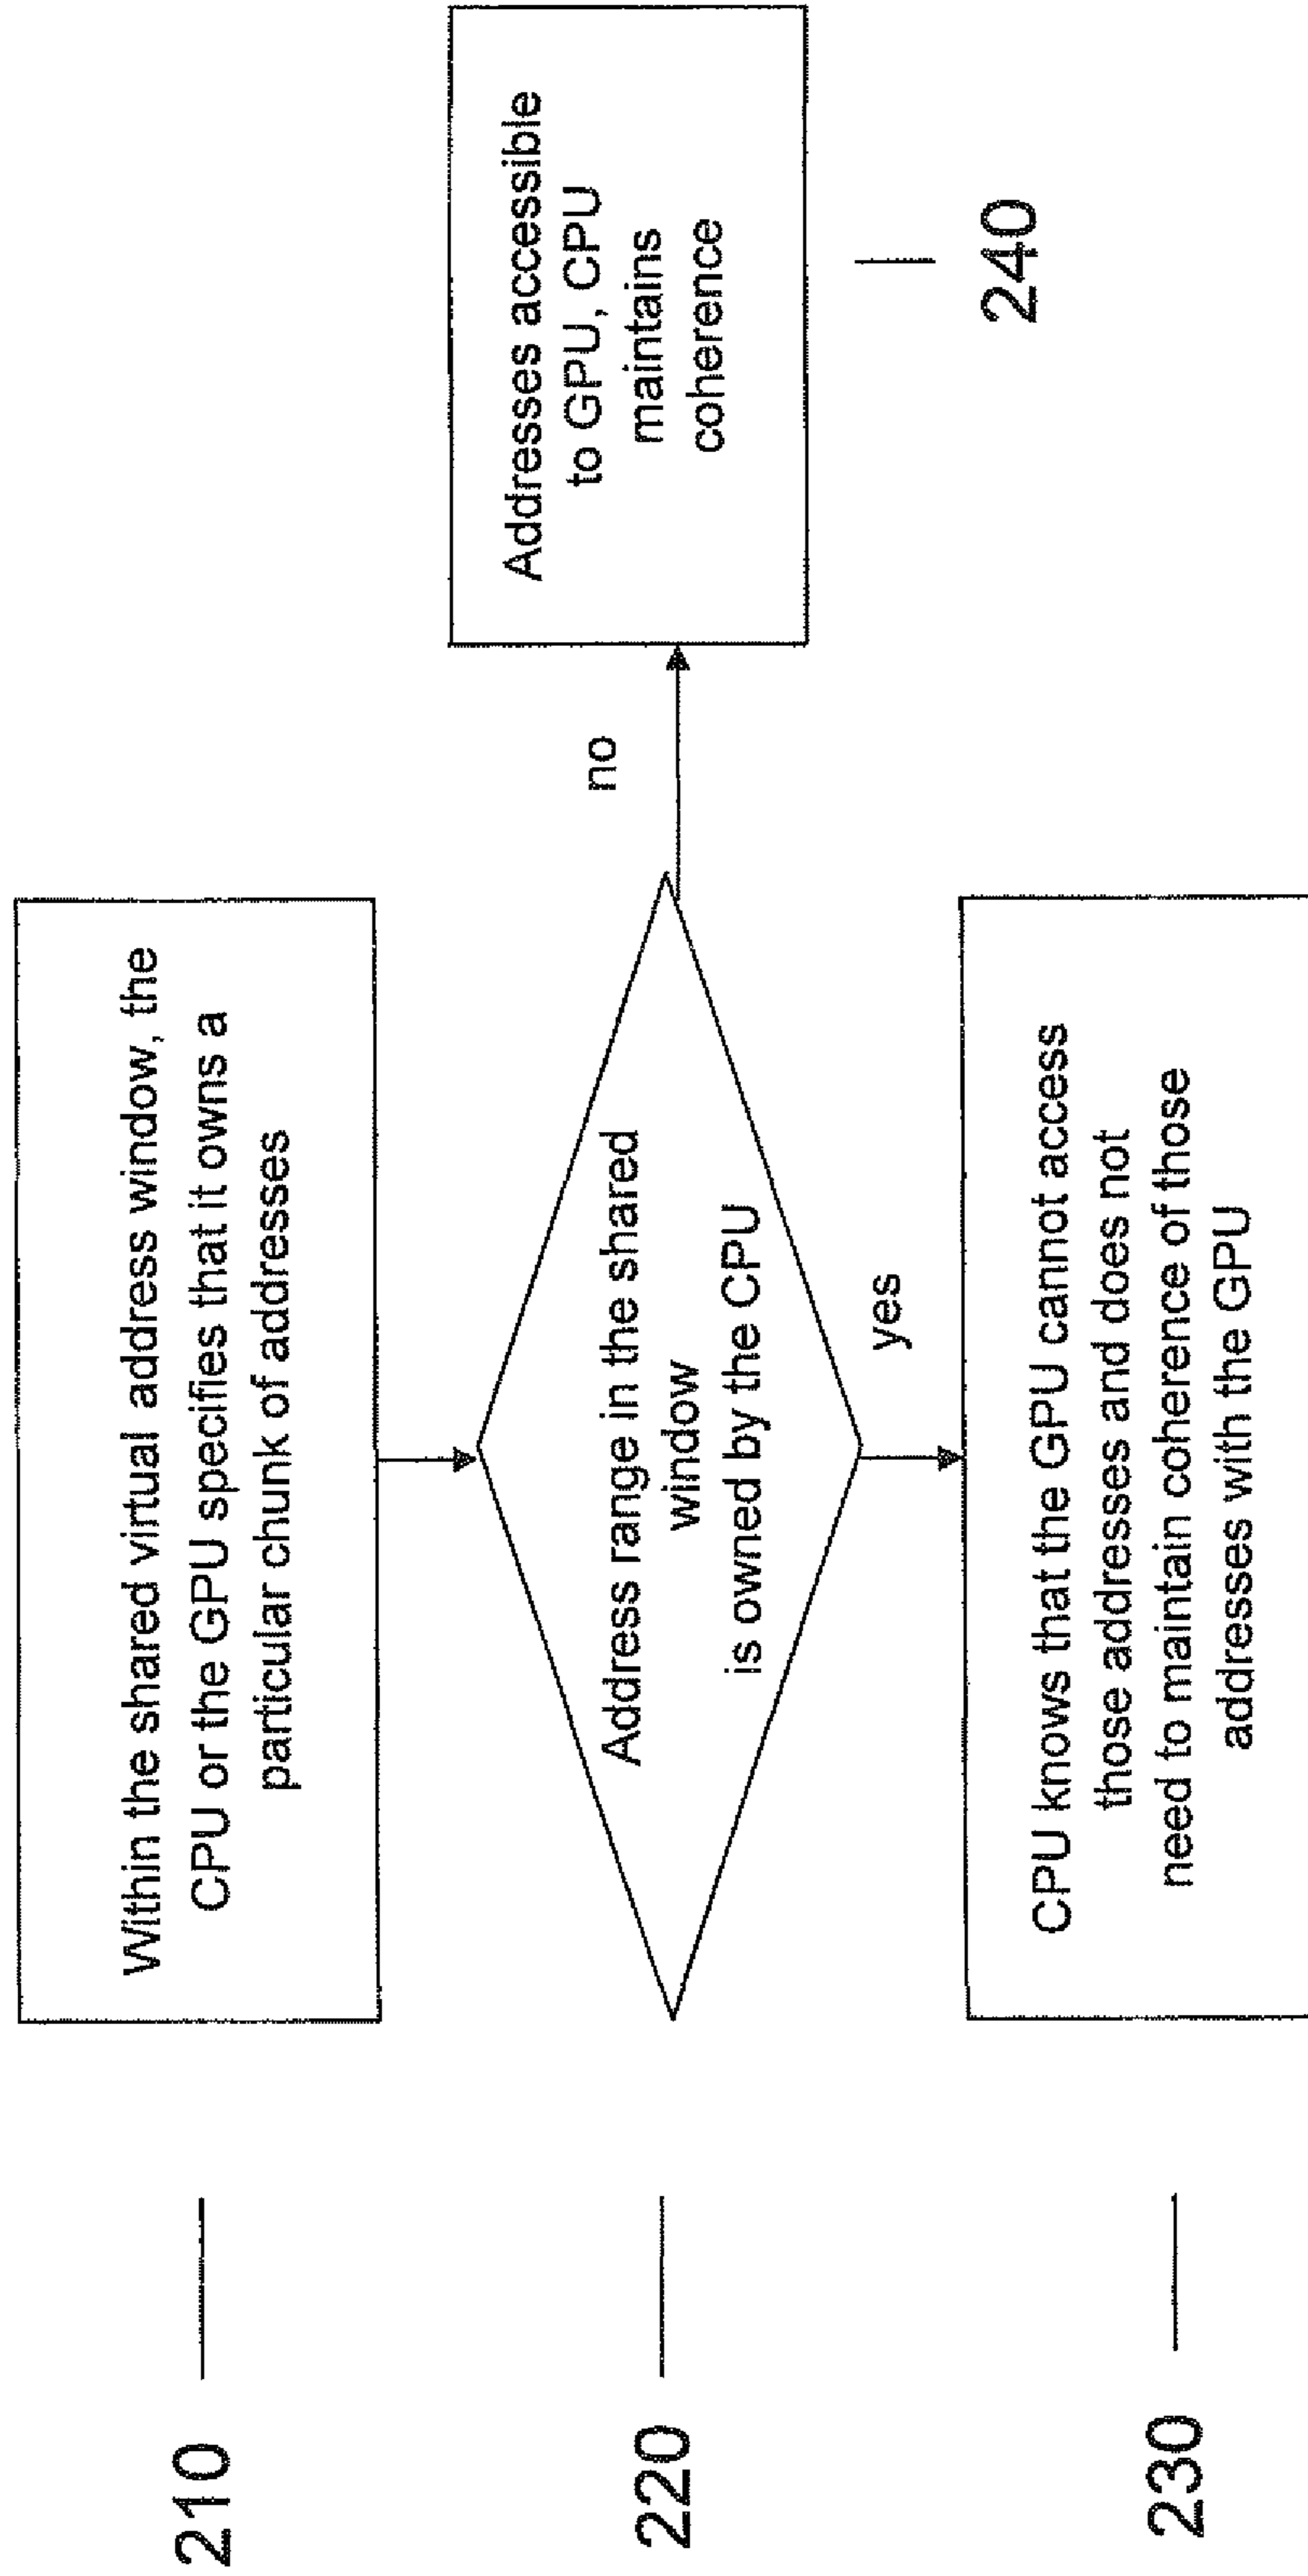 210
Within the shared virtual address window, the
CPU or the GPU specifies that it owns a
particular chunk of addresses
220
Address range in the shared
window
is owned by the CPU
no
Addresses accessible
to GPU, CPU
maintains
coherence
240
yes
230
CPU knows that the GPU cannot access
those addresses and does not
need to maintain coherence of those
addresses with the GPU